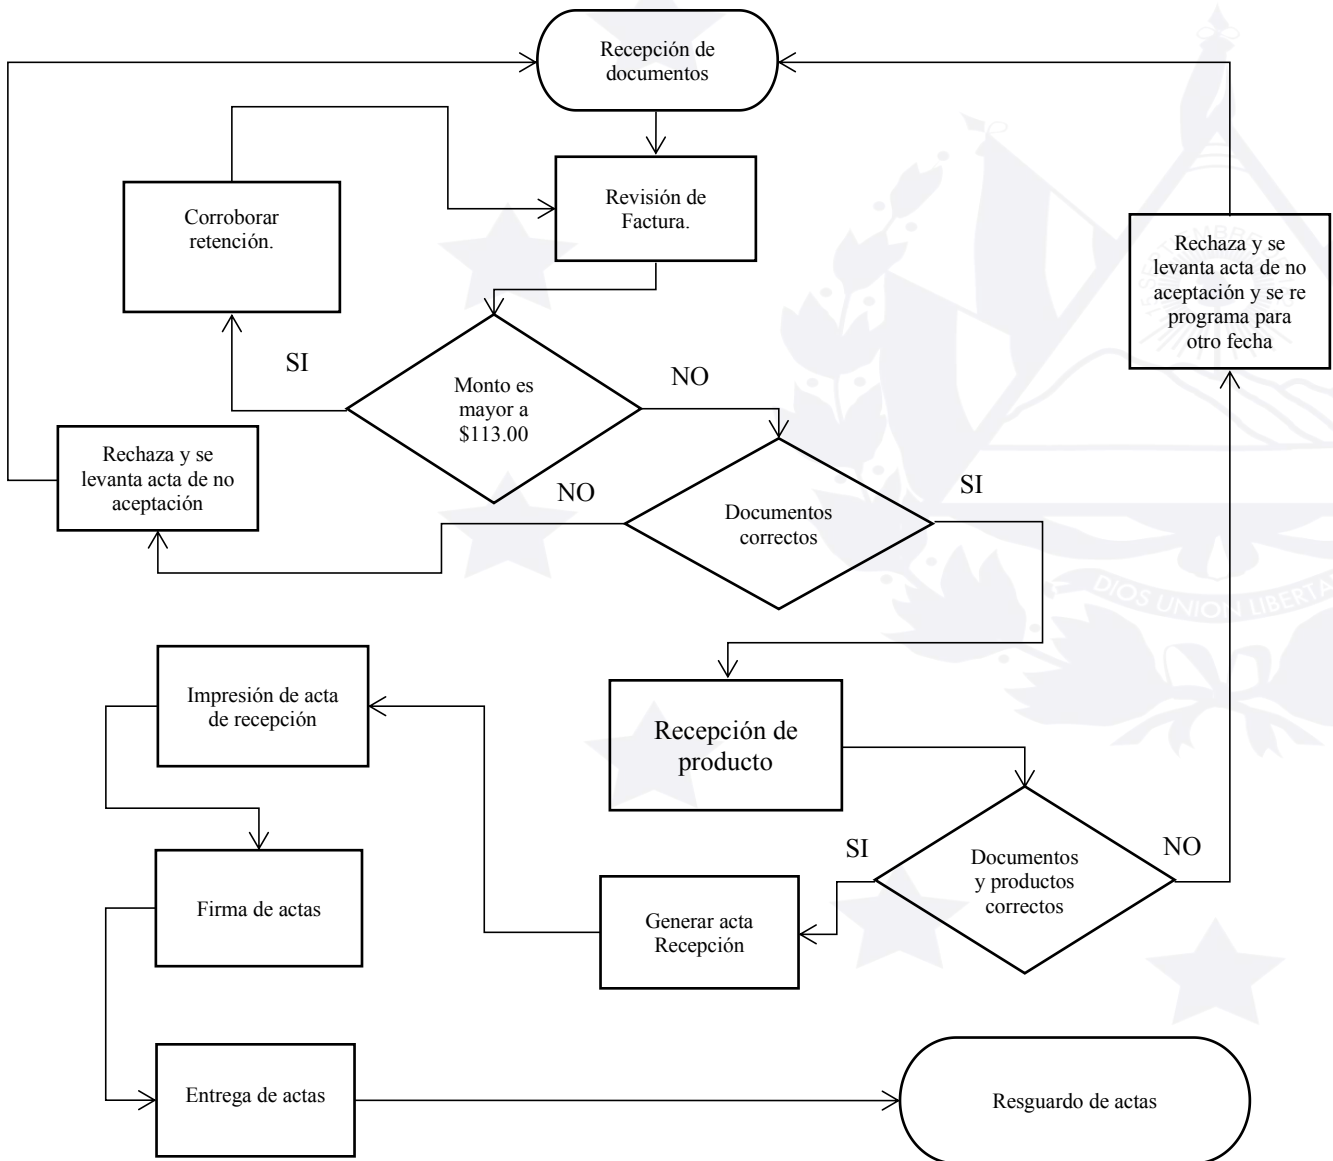 Recepción de
documentos
Revisión de
Factura.
Corroborar
retención.
Rechaza y se
levanta acta de no
aceptación y se re
programa para
otro fecha
SI
Monto es
mayor a
$113.00
NO
Rechaza y se
levanta acta de no
aceptación
NO
Documentos
correctos
SI
DIOS UNION LIBERTA
Impresión de acta
de recepción
Recepción de
producto
SI
Documentos
y productos
correctos
NO
Generar acta
Recepción
Firma de actas
Entrega de actas
Resguardo de actas